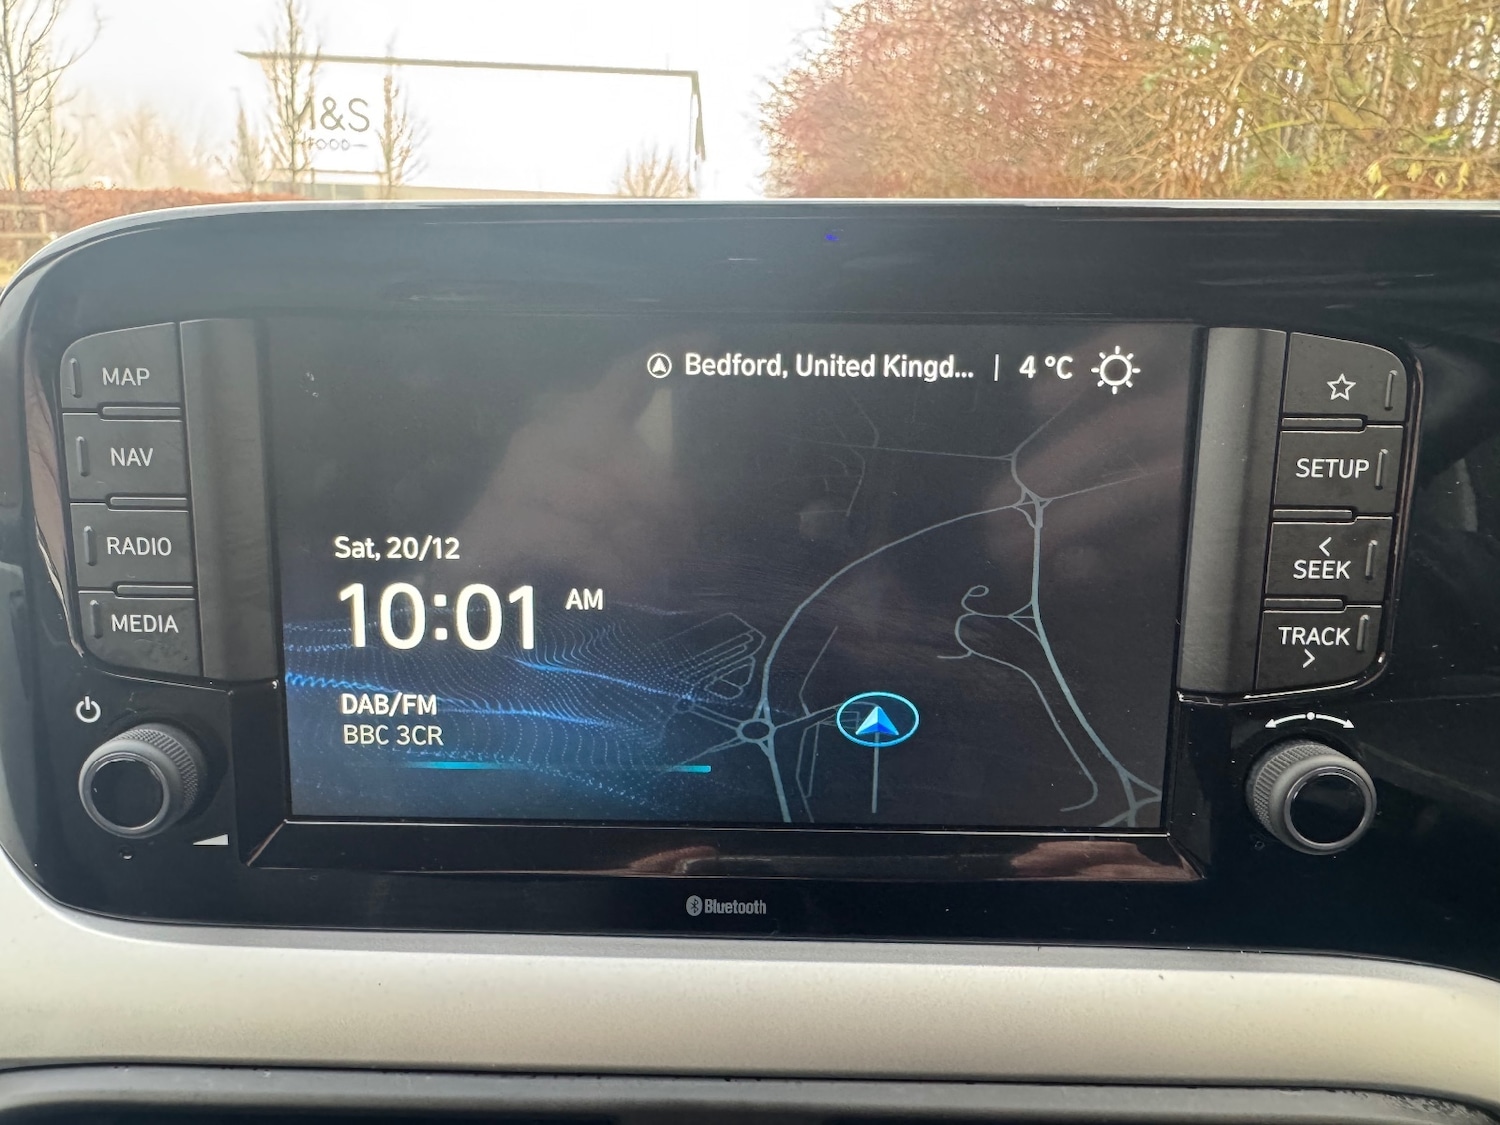 M&S
FOOD
Bedford, United Kingd... | 4 °C
MAP
NAV
RADIO
MEDIA
Sat, 20/12
10:01 AM
DAB/FM
BBC 3CR
SETUP
<
SEEK
TRACK
>
Bluetooth